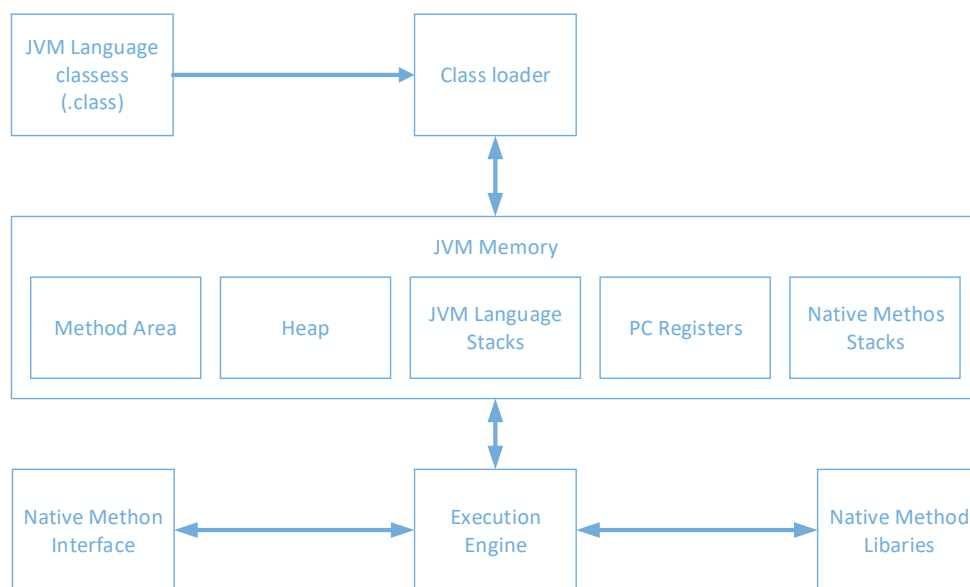 JVM Language
classess
(.class)
Class loader
JVM Memory
Method Area
Heap
JVM Language
Stacks
PC Registers
Native Methos
Stacks
Native Methon
Interface
Execution
Engine
Native Method
Libaries